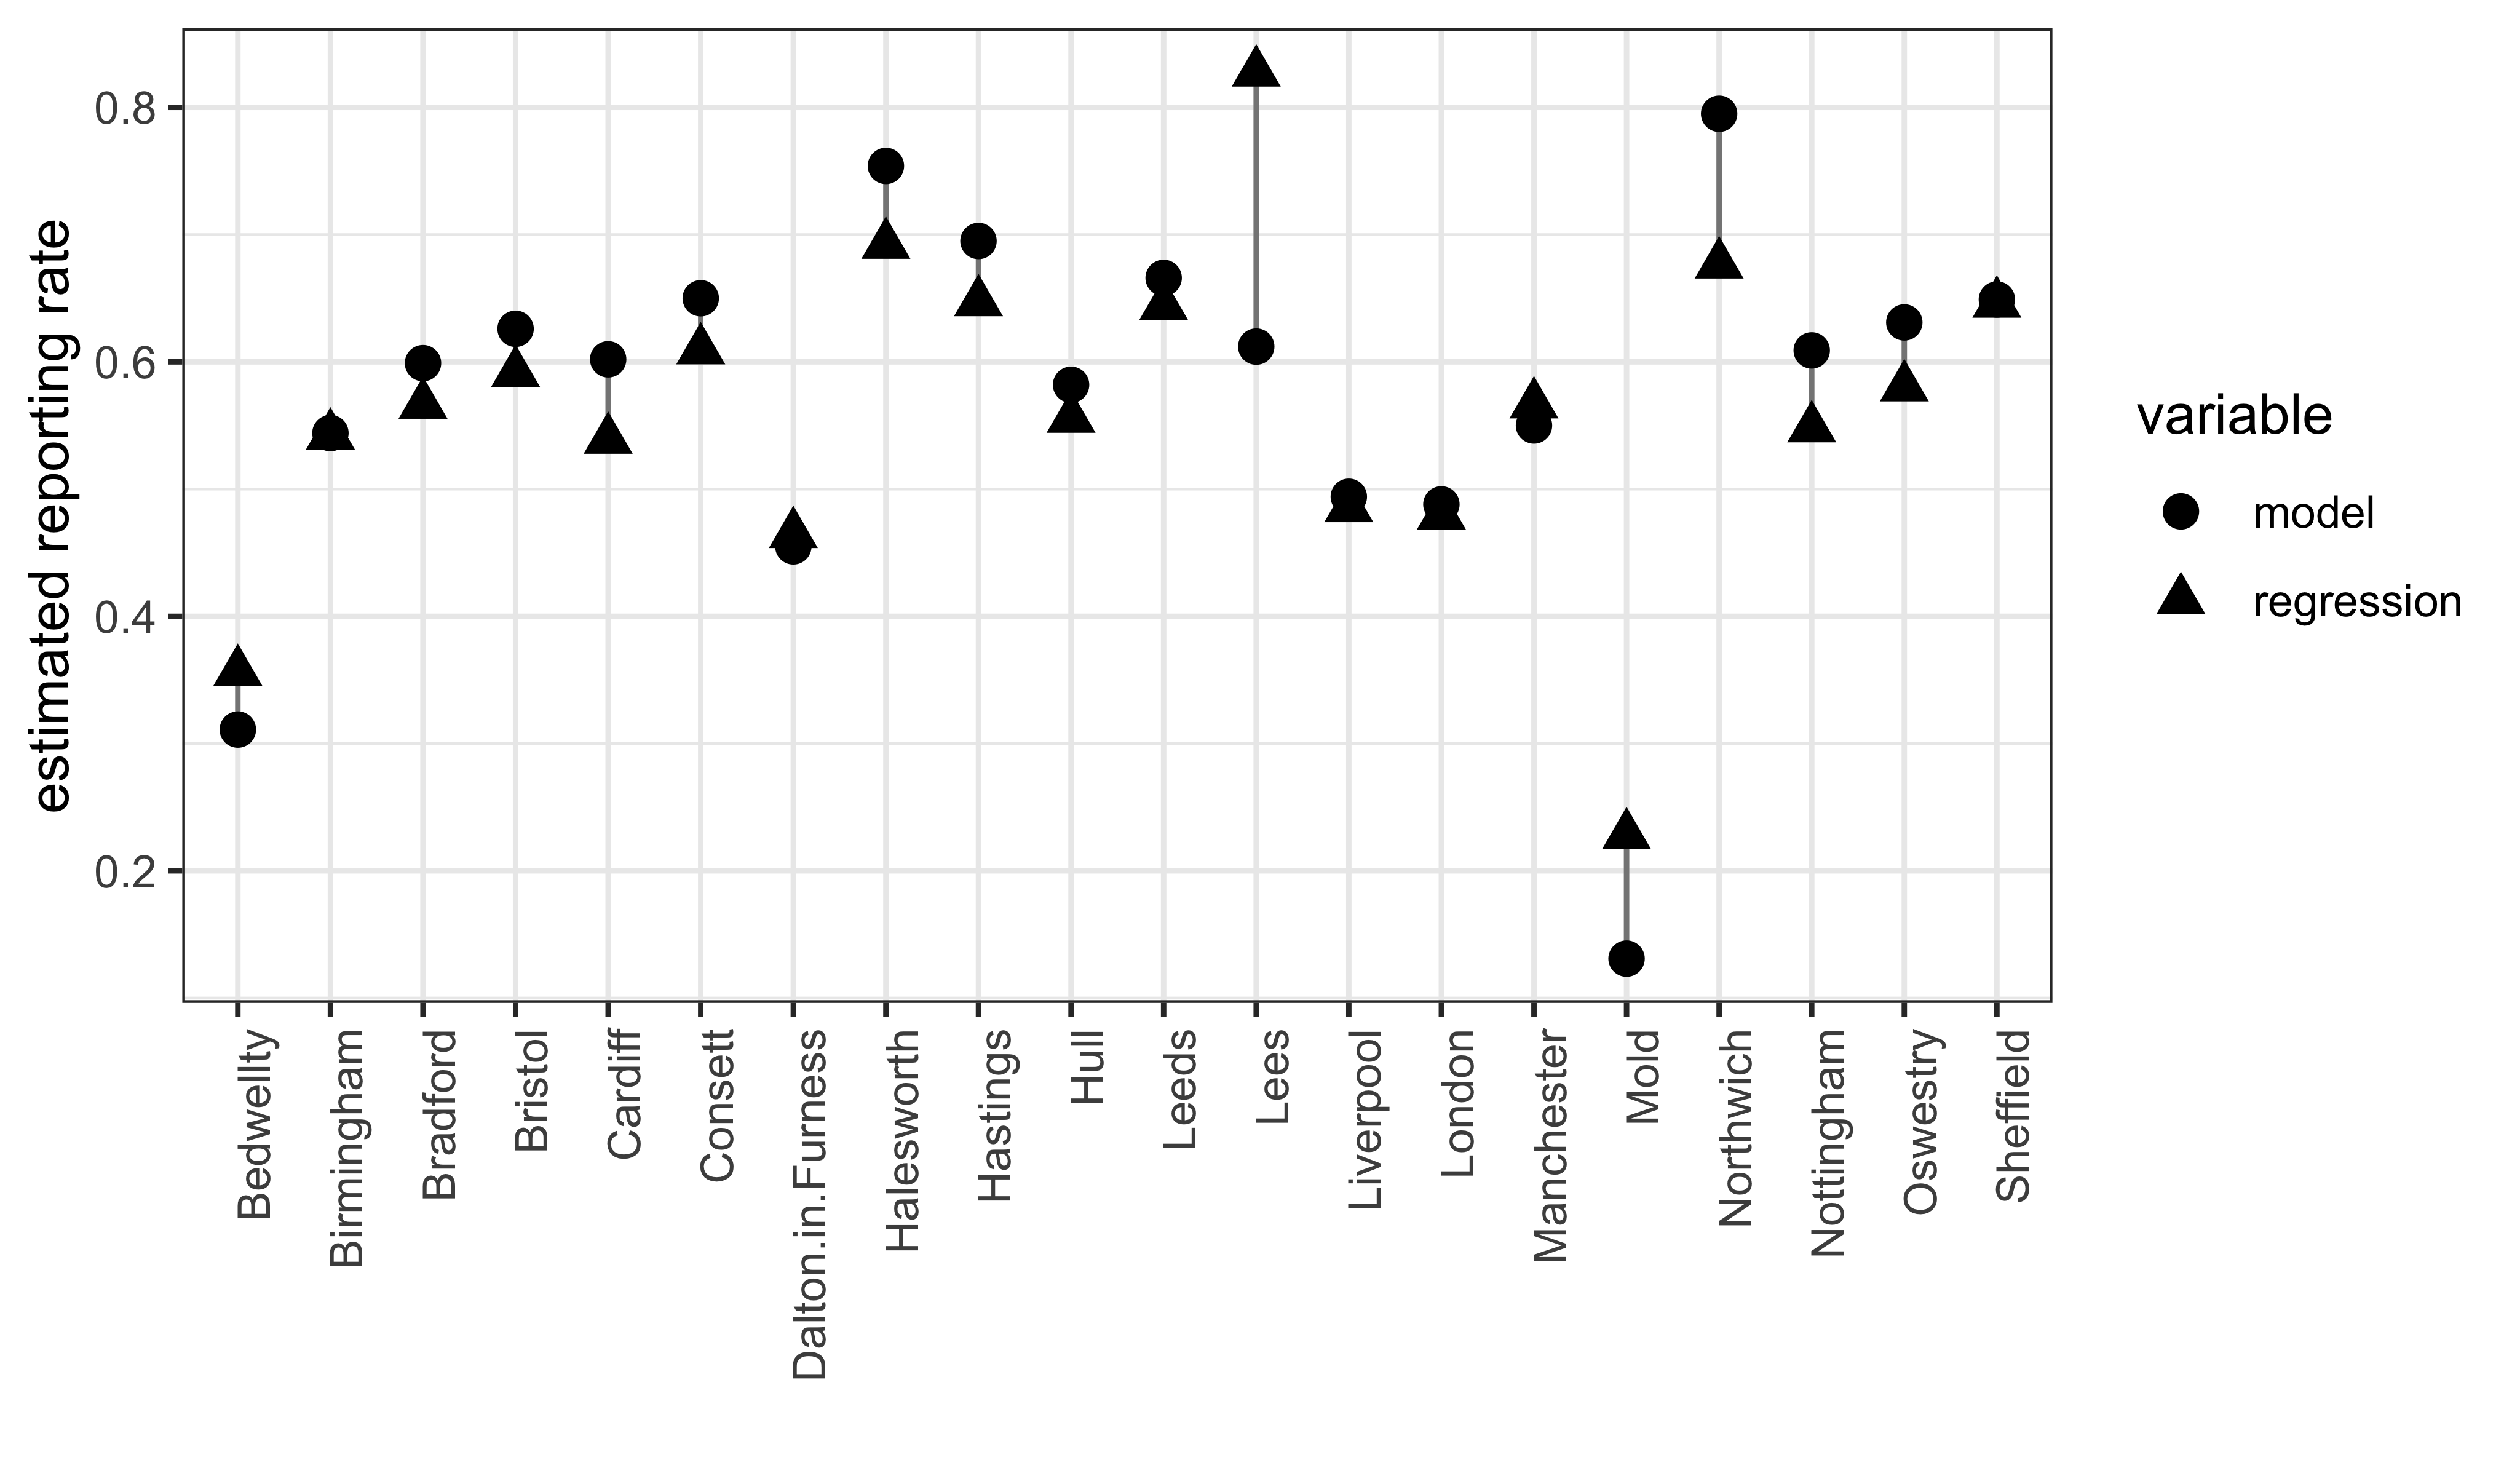 estimated reporting rate
0.8
0.6
0.4
0.2
Bedwellty
Birmingham
Bradford
Bristol
Cardiff
Consett
Dalton.in.Furness
Halesworth
Hastings
Hull
Leeds
Lees
Liverpool
London
Manchester
Mold
Northwich
Nottingham
Oswestry
Sheffield
variable
model
regression